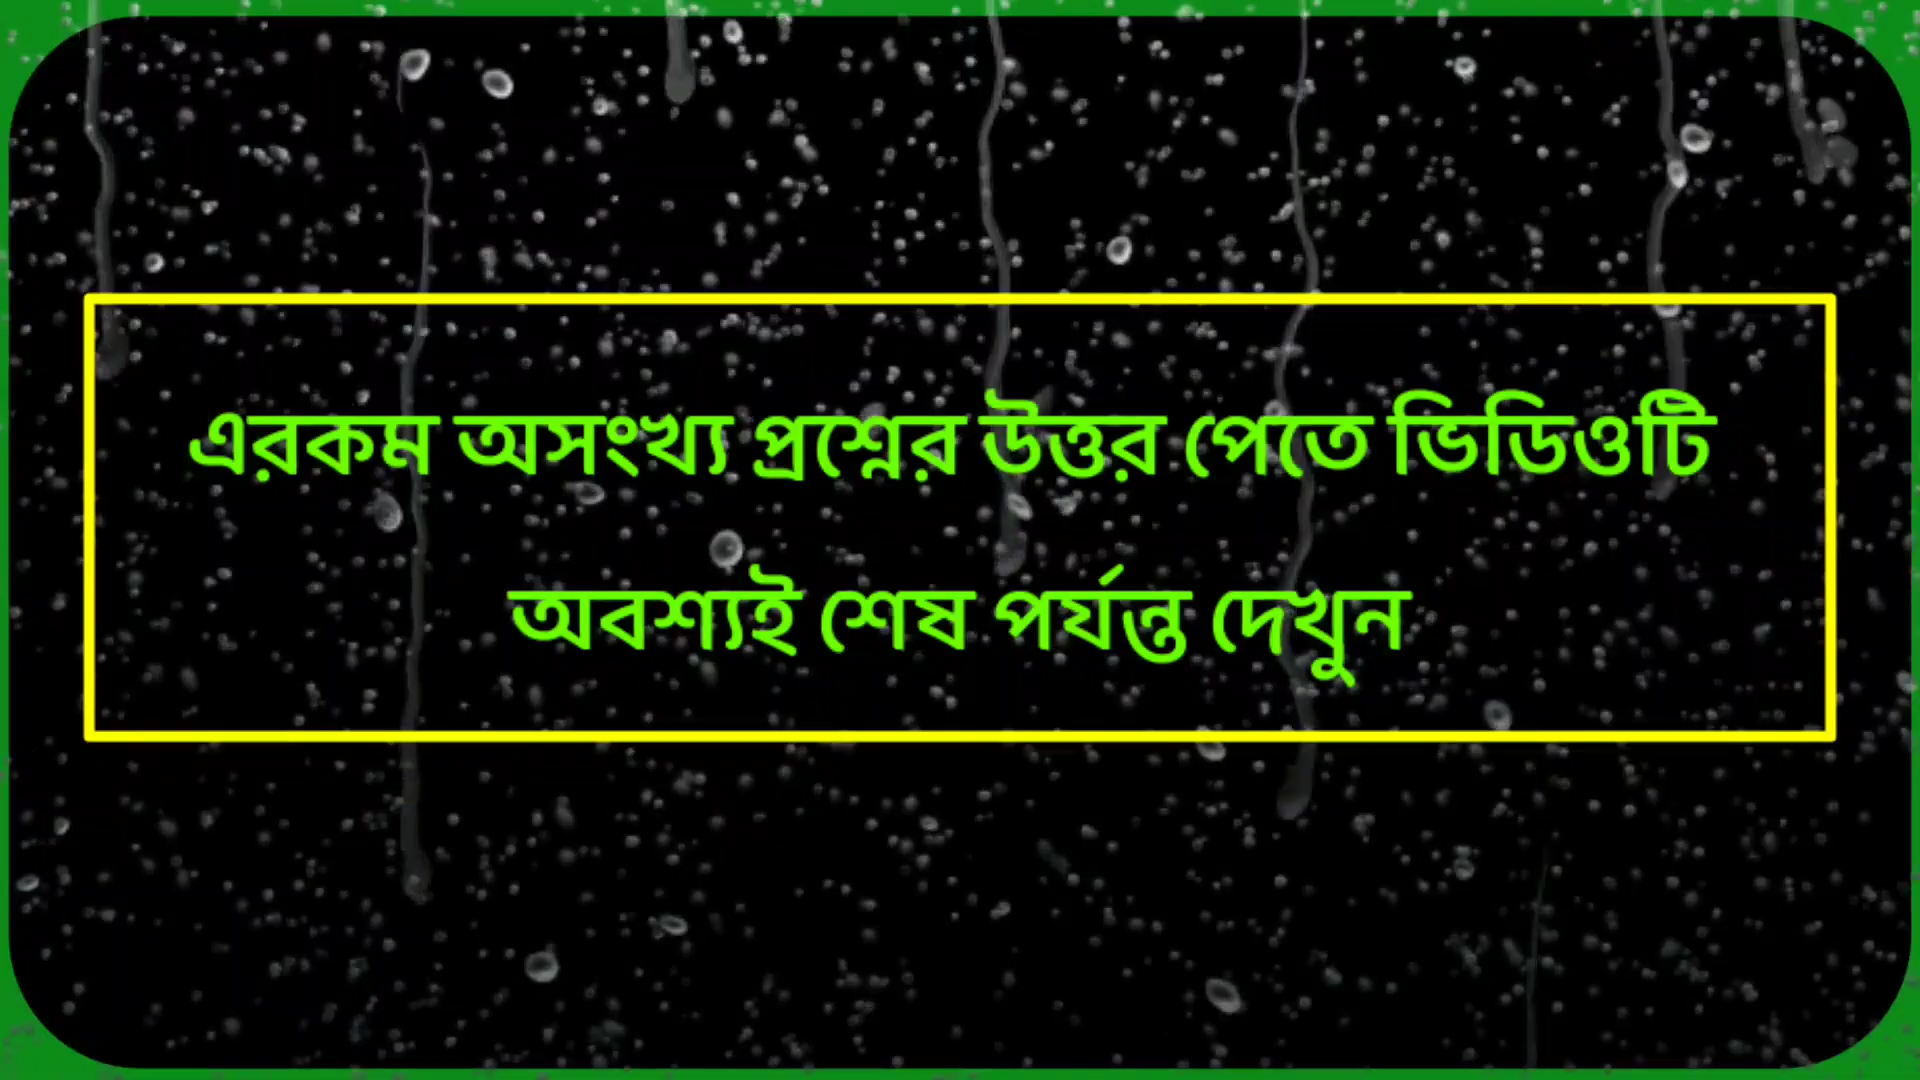 এরকম অসংখ্য প্রশ্নের উত্তর পেতে ভিডিওটি
অবশ্যই শেষ পর্যন্ত দেখুন